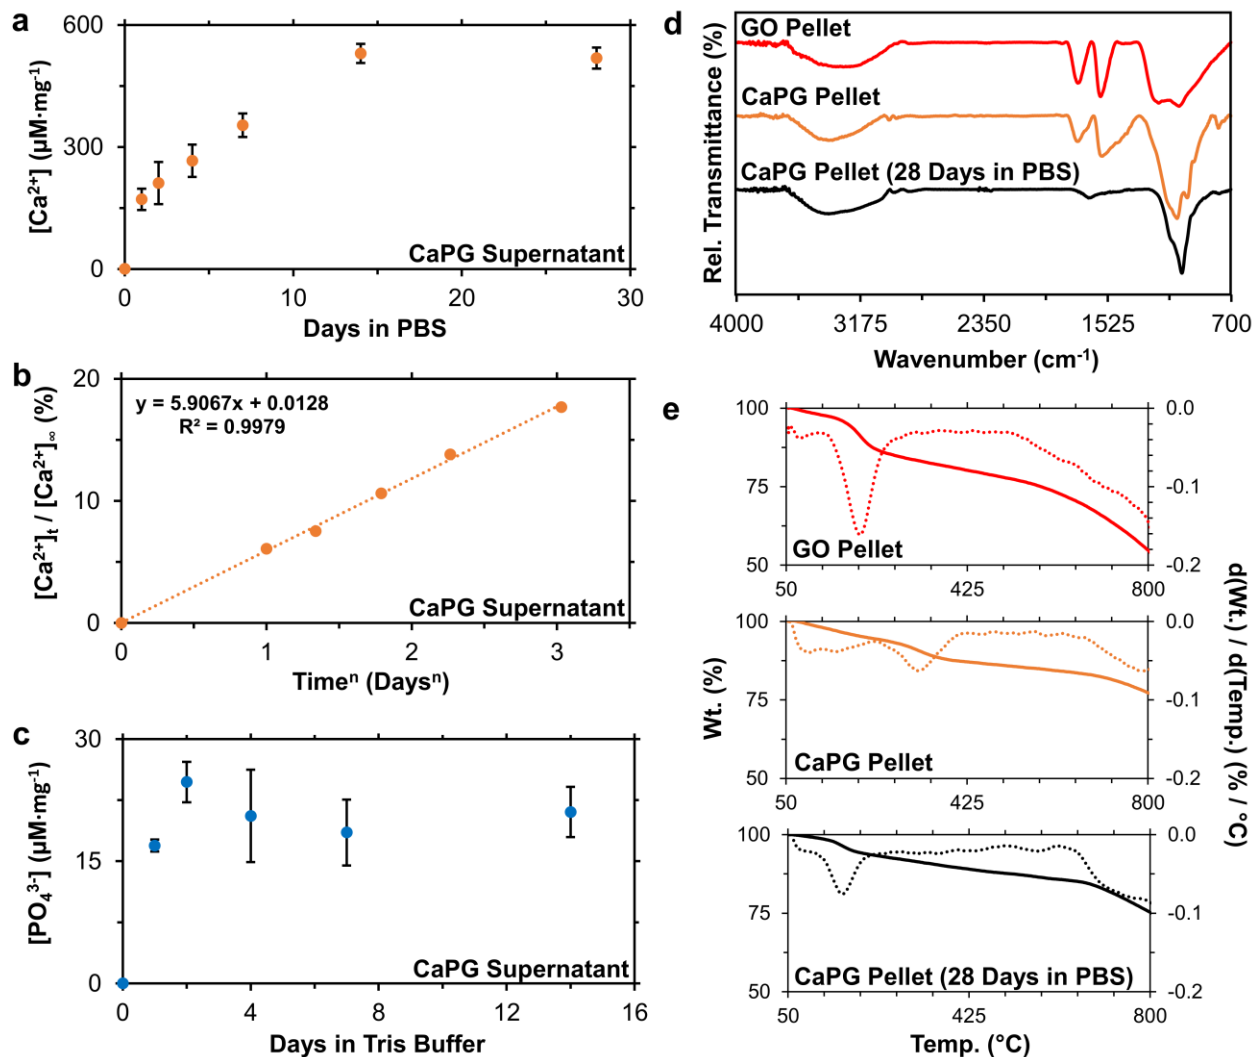 a
600
300
0
[Ca²⁺] (µM·mg⁻¹)
CaPG Supernatant
0
10
20
30
Days in PBS
b
20
10
0
[Ca²⁺]ₜ / [Ca²⁺]∞ (%)
y = 5.9067x + 0.0128
R² = 0.9979
CaPG Supernatant
0
1
2
3
Timeⁿ (Daysⁿ)
c
30
15
0
[PO₄³⁻] (µM·mg⁻¹)
CaPG Supernatant
0
4
8
12
16
Days in Tris Buffer
d
Rel. Transmittance (%)
GO Pellet
CaPG Pellet
CaPG Pellet (28 Days in PBS)
4000
3175
2350
1525
700
Wavenumber (cm⁻¹)
e
100
75
50
0.0
-0.1
-0.2
GO Pellet
50
425
800
Wt. (%)
d(Wt.) / d(Temp.) (% / °C)
100
75
50
0.0
-0.1
-0.2
CaPG Pellet
50
425
800
100
75
50
0.0
-0.1
-0.2
CaPG Pellet (28 Days in PBS)
50
425
800
Temp. (°C)